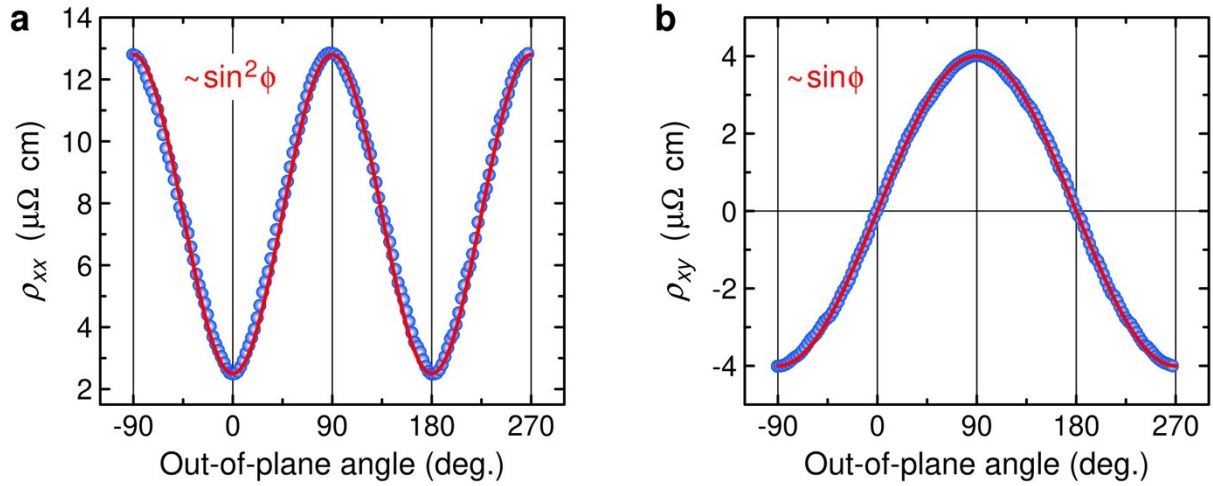 a
14
12
10
8
6
4
2
ρxx (μΩ cm)
~sin²ϕ
-90 0 90 180 270
Out-of-plane angle (deg.)
b
4
2
0
-2
-4
ρxy (μΩ cm)
~sinϕ
-90 0 90 180 270
Out-of-plane angle (deg.)